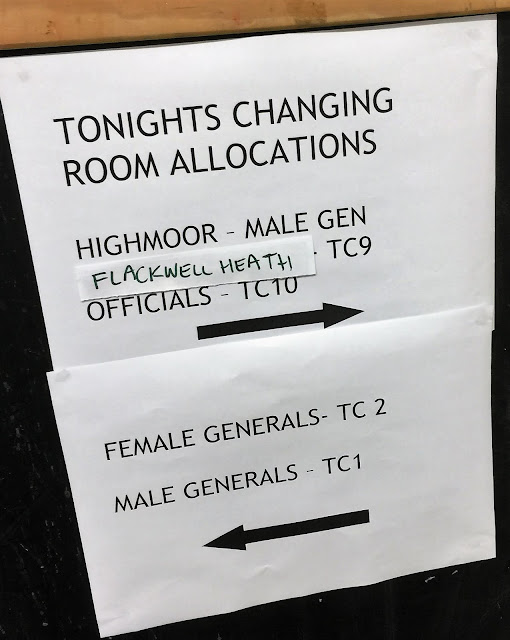 TONIGHTS CHANGING
ROOM ALLOCATIONS
HIGHMOOR - MALE GEN
FLACKWELL HEATH - TC9
OFFICIALS - TC10
FEMALE GENERALS- TC 2
MALE GENERALS - TC1